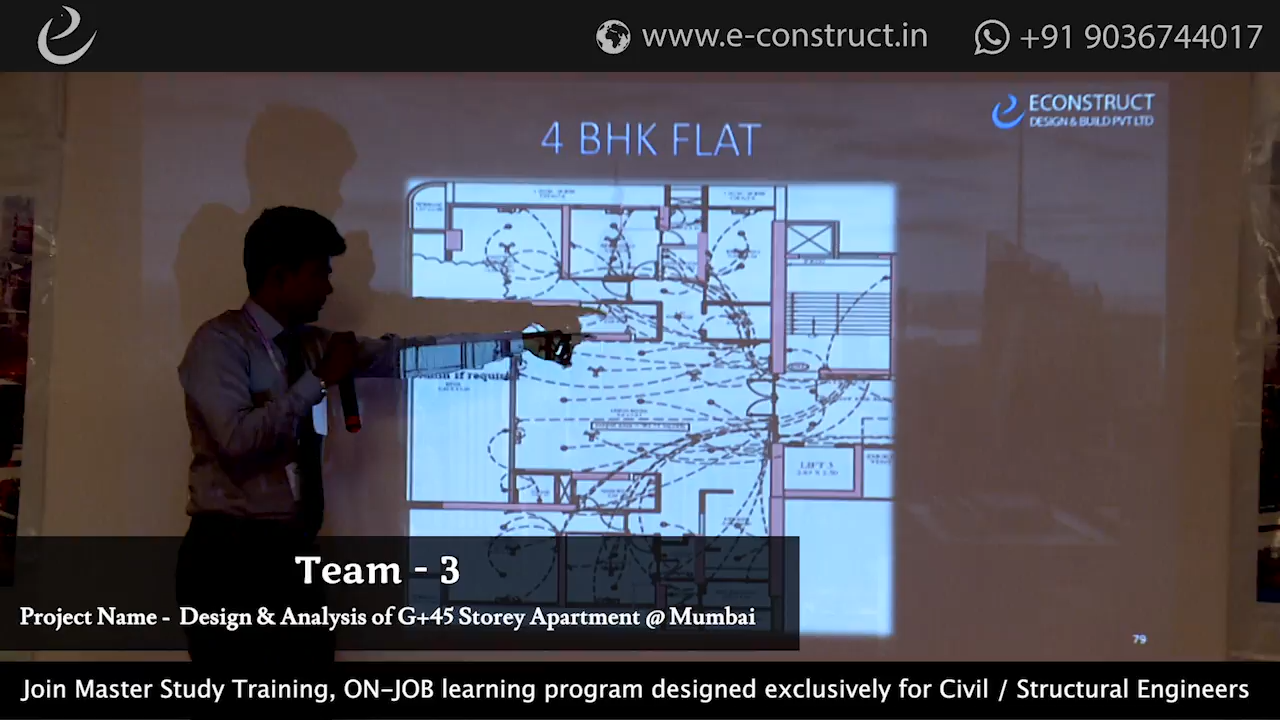 www.e-construct.in
+91 9036744017
ECONSTRUCT
DESIGN & BUILD PVT LTD
4 BHK FLAT
LIFT 3
Team - 3
Project Name - Design & Analysis of G+45 Storey Apartment @ Mumbai
79
Join Master Study Training, ON-JOB learning program designed exclusively for Civil / Structural Engineers